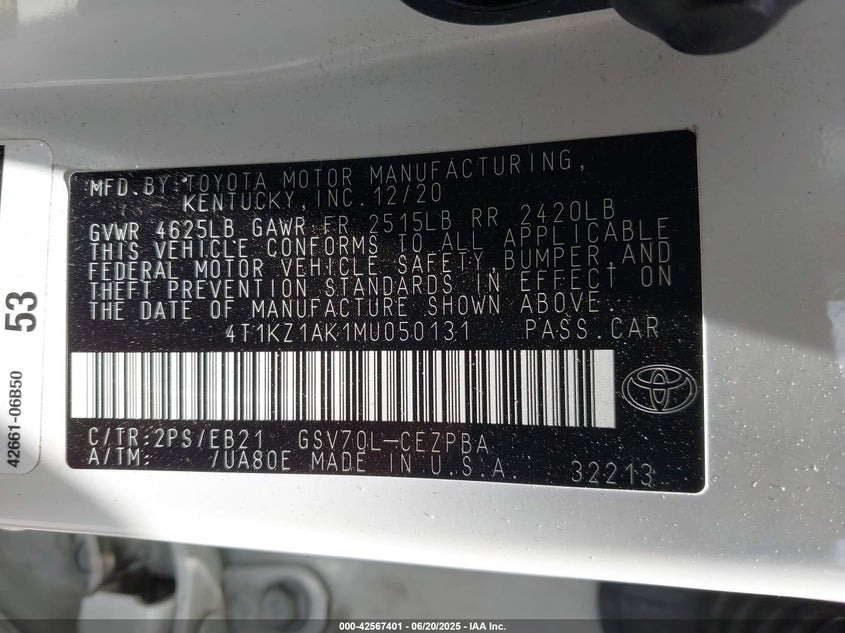 MFD.BY:TOYOTA MOTOR MANUFACTURING,
KENTUCKY,INC.12/20
GVWR 4625LB GAWR FR 2515LB RR 2420LB
THIS VEHICLE CONFORMS TO ALL APPLICABLE
FEDERAL MOTOR VEHICLE SAFETY,BUMPER,AND
THEFT PREVENTION STANDARDS IN EFFECT ON
THE DATE OF MANUFACTURE SHOWN ABOVE.
4T1KZ1AK1MU050131 PASS.CAR
C/TR:2PS/EB21 GSV70L-CEZPBA
A/TM: /UA80E MADE IN U.S.A. 32213
53
42661-06B50
000-42567401 - 06/20/2025 - IAA Inc.